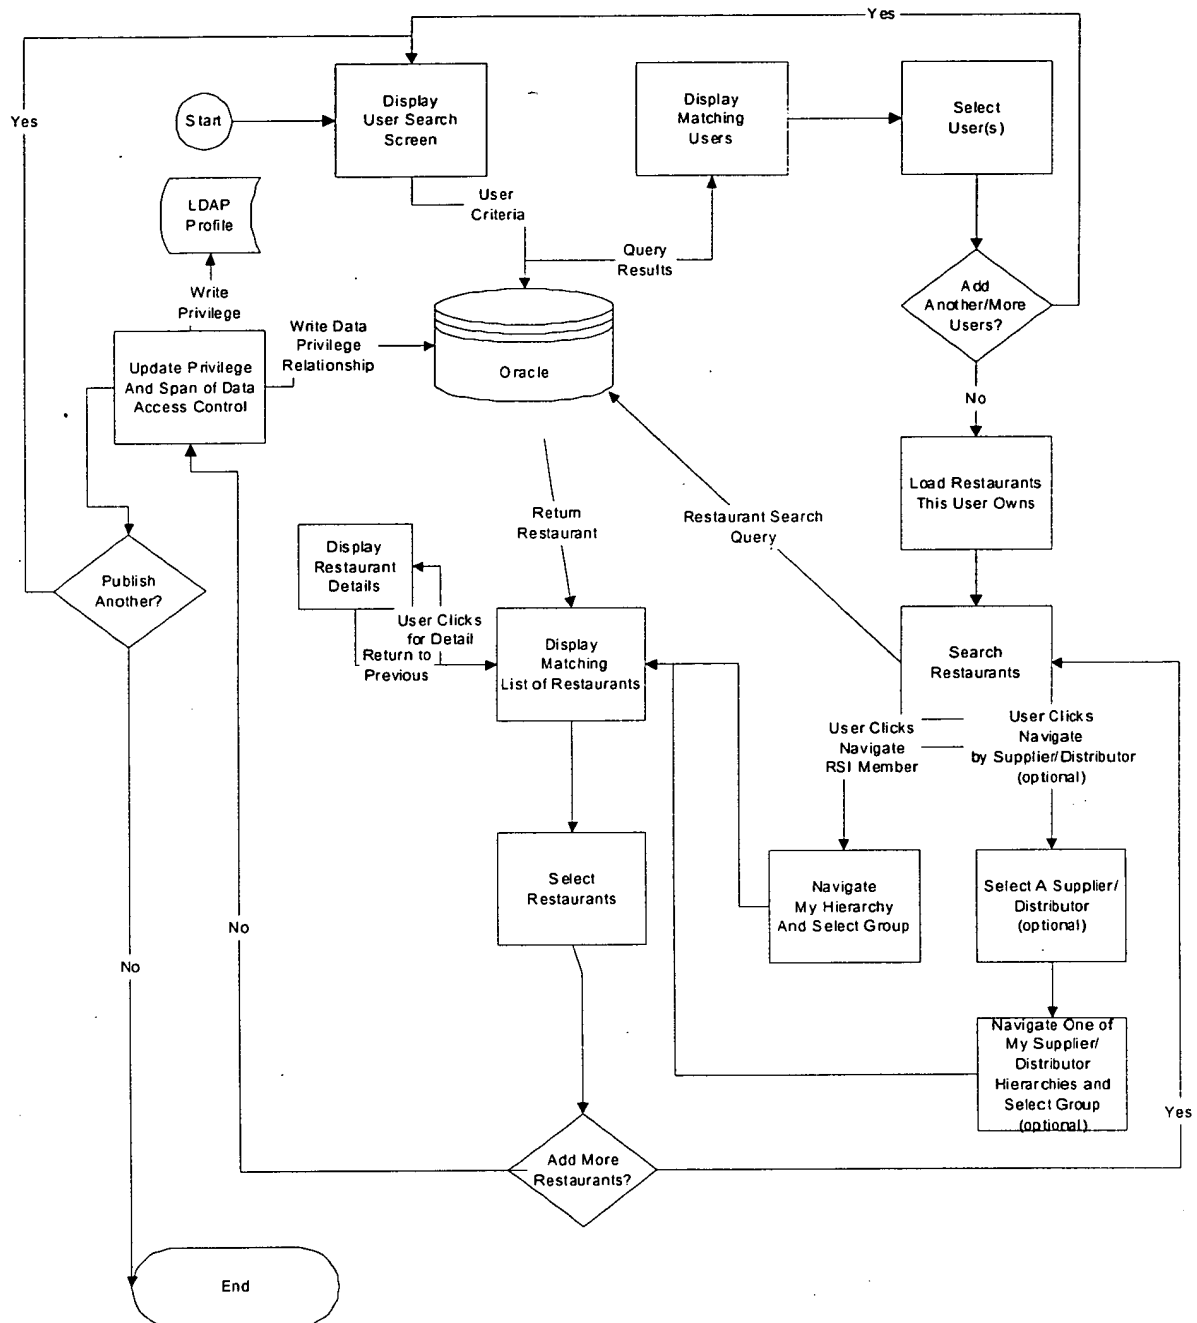 Yes
Yes
Start
Display
User Search
Screen
Display
Matching
Users
Select
User(s)
LDAP
Profile
User
Criteria
Query
Results
Add
Another/More
Users?
Write
Privilege
Write Data
Privilege
Relationship
Update Privilege
And Span of Data
Access Control
Oracle
No
Load Restaurants
This User Owns
Return
Restaurant
Restaurant Search
Query
Display
Restaurant
Details
Publish
Another?
User Clicks
for Detail
Return to
Previous
Display
Matching
List of Restaurants
Search
Restaurants
User Clicks
Navigate
RSI Member
User Clicks
Navigate
by Supplier/Distributor
(optional)
Select
Restaurants
Navigate
My Hierarchy
And Select Group
Select A Supplier/
Distributor
(optional)
No
No
Navigate One of
My Supplier/
Distributor
Hierarchies and
Select Group
(optional)
Yes
Add More
Restaurants?
End